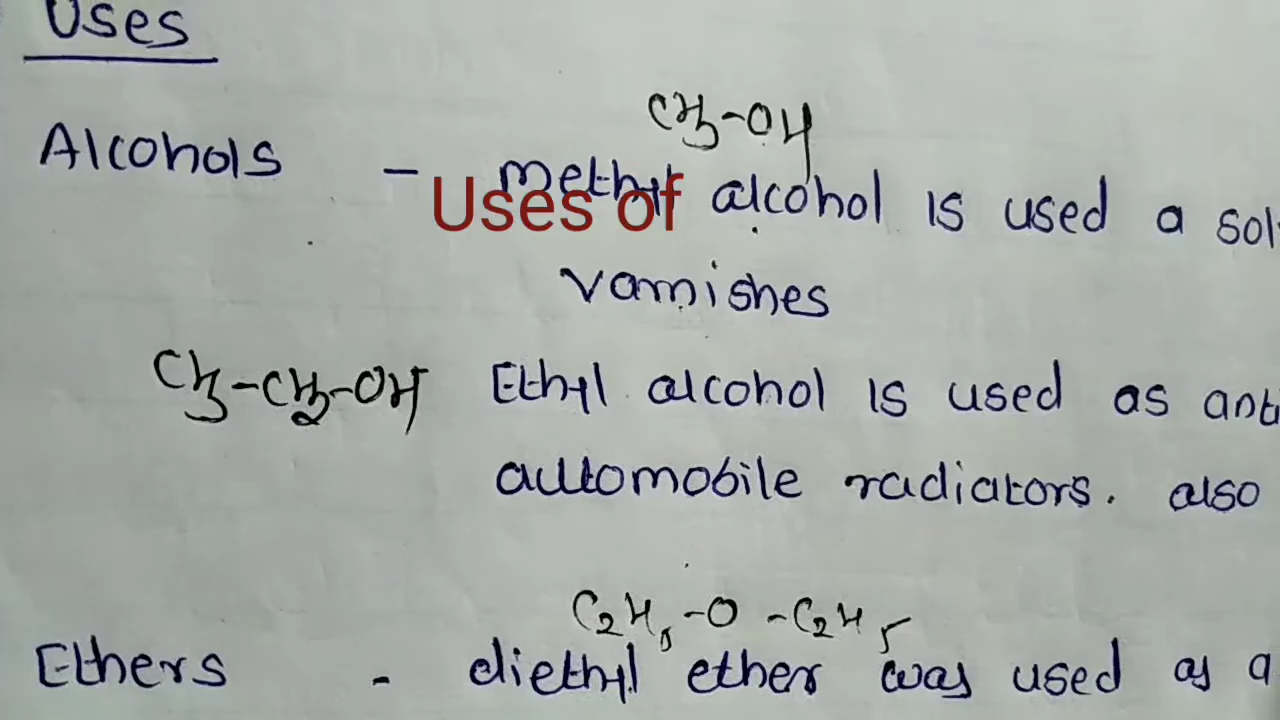 Uses
CH3-OH
Alcohols - methyl alcohol is used a sol
Uses of
varnishes
CH3-CH2-OH Ethyl alcohol is used as ant
automobile radiators. also
C2H5-O-C2H5
Ethers - diethyl ether was used as a